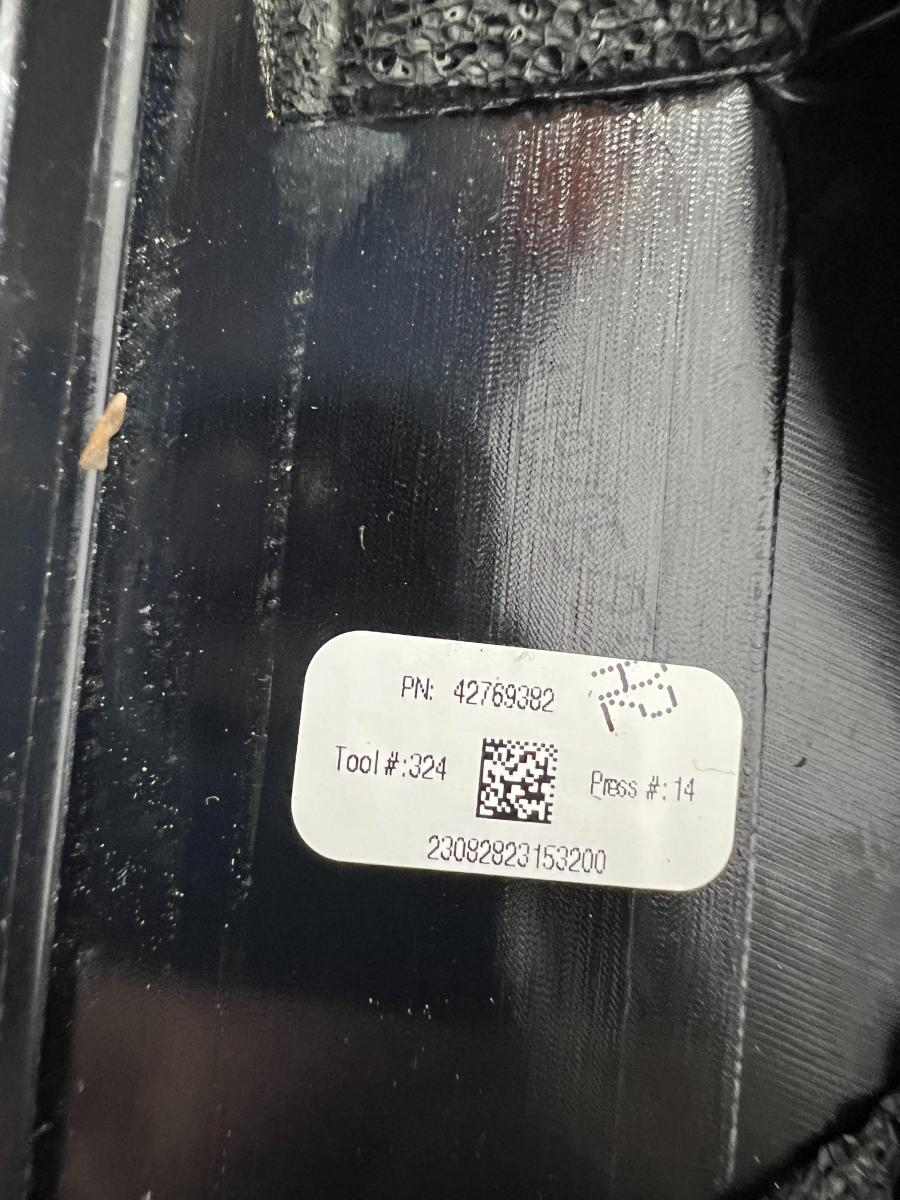 PN: 42769382
Tool #:324
Press #: 14
23082823153200